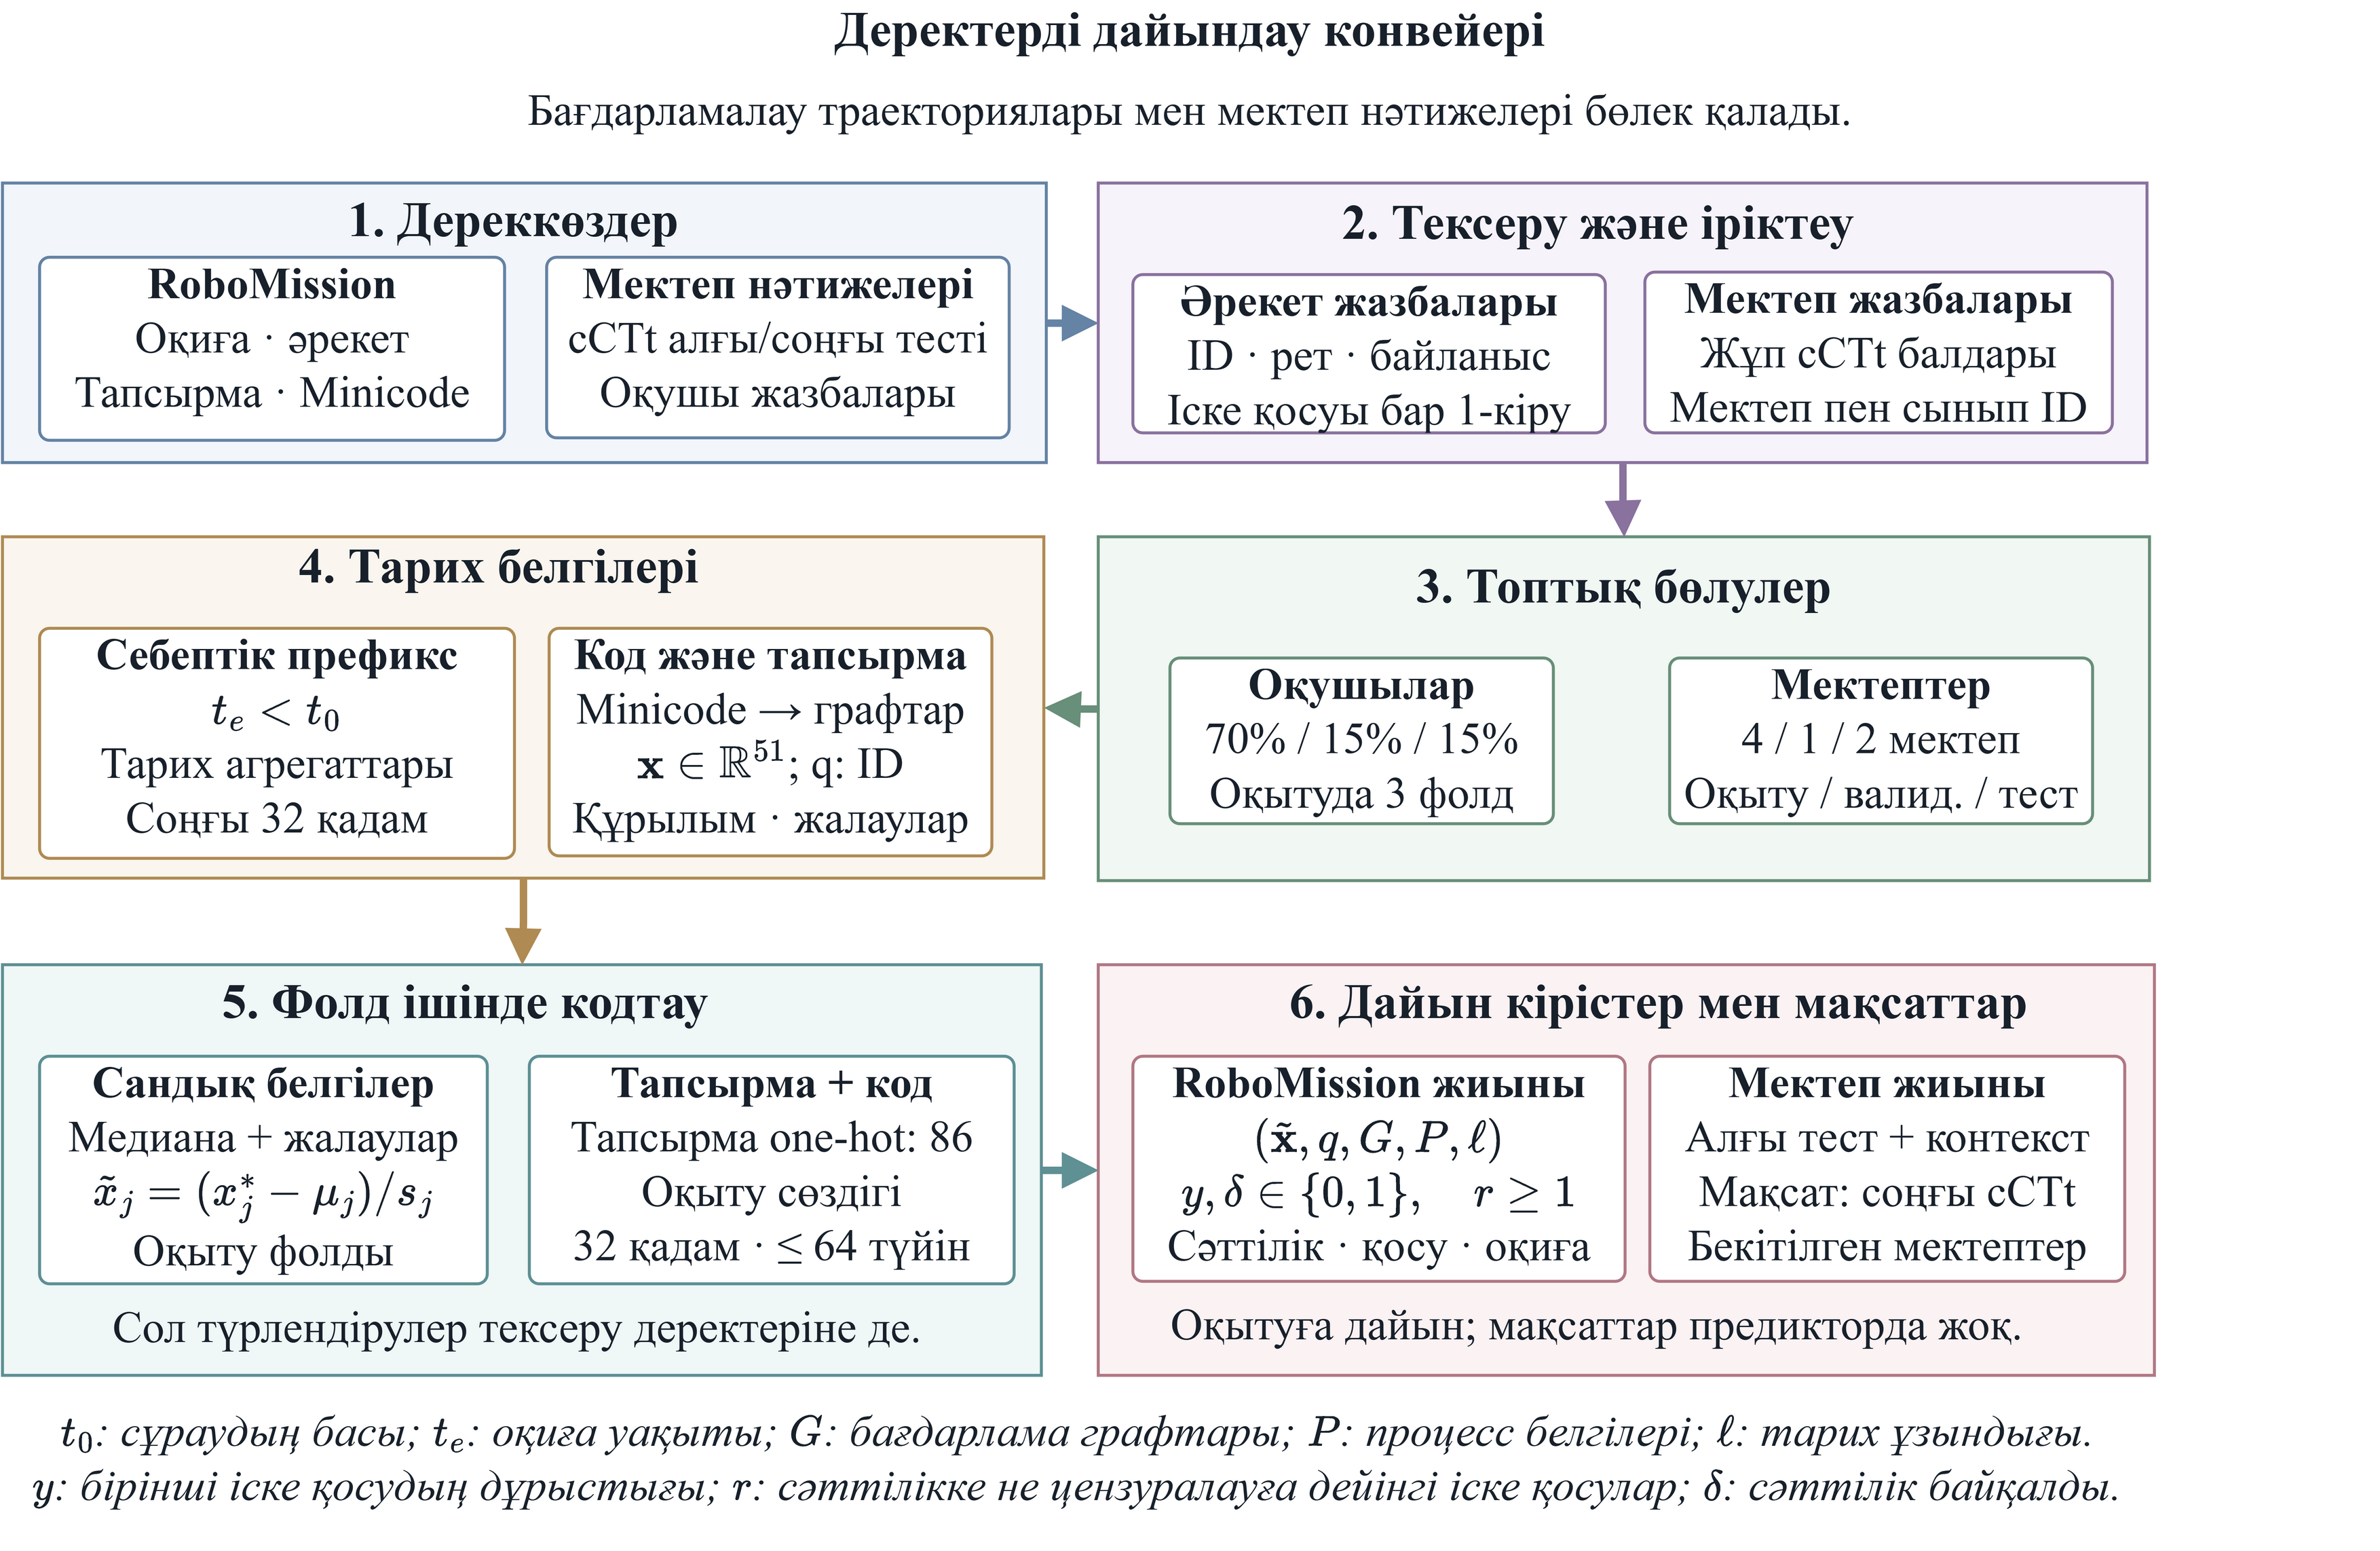 Деректерді дайындау конвейері
Бағдарламалау траекториялары мен мектеп нәтижелері бөлек қалады.
1. Дереккөздер
RoboMission
Оқиға · әрекет
Тапсырма · Minicode
Мектеп нәтижелері
cCTt алғы/соңғы тесті
Оқушы жазбалары
2. Тексеру және іріктеу
Әрекет жазбалары
ID · рет · байланыс
Іске қосуы бар 1-кіру
Мектеп жазбалары
Жұп cCTt балдары
Мектеп пен сынып ID
3. Топтық бөлулер
Оқушылар
70% / 15% / 15%
Оқытуда 3 фолд
Мектептер
4 / 1 / 2 мектеп
Оқыту / валид. / тест
4. Тарих белгілері
Себептік префикс
$t_e < t_0$
Тарих агрегаттары
Соңғы 32 қадам
Код және тапсырма
Minicode → графтар
$\mathbf{x} \in \mathbb{R}^{51}$; q: ID
Құрылым · жалаулар
5. Фолд ішінде кодтау
Сандық белгілер
Медиана + жалаулар
$\tilde{x}_j = (x_j^* - \mu_j)/s_j$
Оқыту фолды
Тапсырма + код
Тапсырма one-hot: 86
Оқыту сөздігі
32 қадам · ≤ 64 түйін
Сол түрлендірулер тексеру деректеріне де.
6. Дайын кірістер мен мақсаттар
RoboMission жиыны
$(\tilde{\mathbf{x}}, q, G, P, \ell)$
$y, \delta \in \{0, 1\}, \quad r \geq 1$
Сәттілік · қосу · оқиға
Мектеп жиыны
Алғы тест + контекст
Мақсат: соңғы cCTt
Бекітілген мектептер
Оқытуға дайын; мақсаттар предикторда жоқ.
$t_0$: сұраудың басы; $t_e$: оқиға уақыты; $G$: бағдарлама графтары; $P$: процесс белгілері; $\ell$: тарих ұзындығы.
$y$: бірінші іске қосудың дұрыстығы; $r$: сәттілікке не цензуралауға дейінгі іске қосулар; $\delta$: сәттілік байқалды.